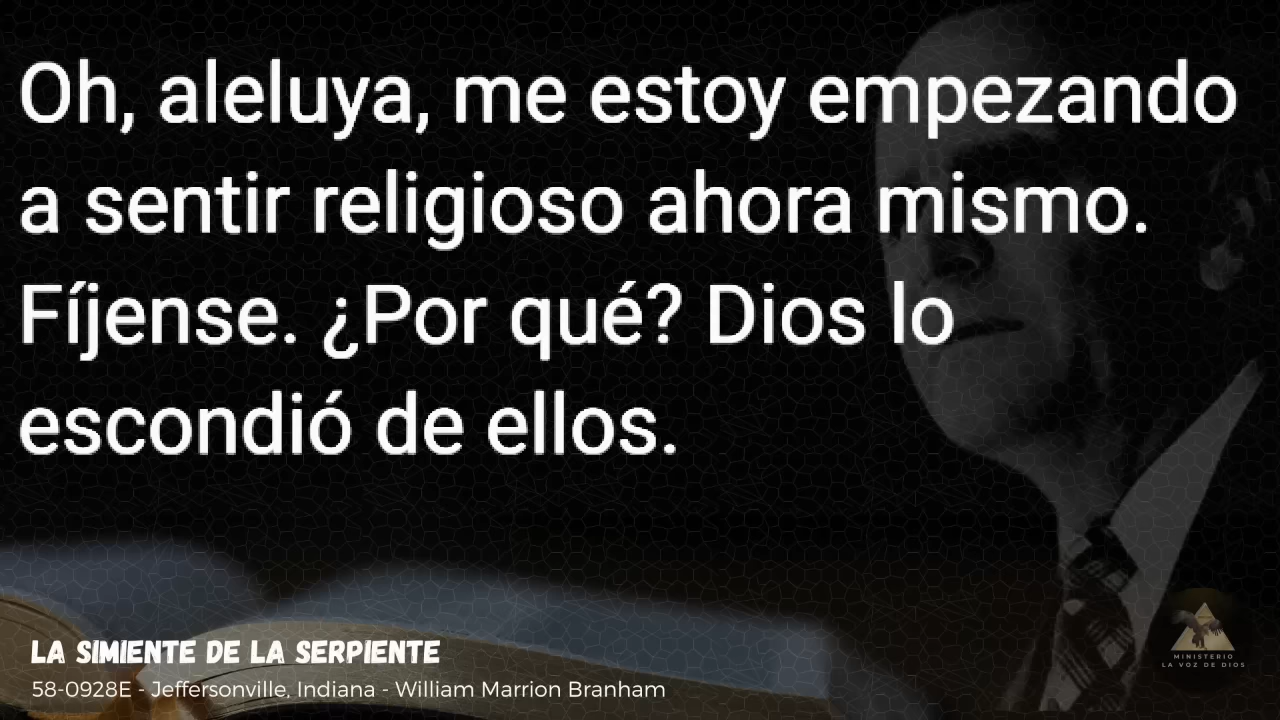 Oh, aleluya, me estoy empezando
a sentir religioso ahora mismo.
Fíjense. ¿Por qué? Dios lo
escondió de ellos.
LA SIMIENTE DE LA SERPIENTE
58-0928E - Jeffersonville, Indiana - William Marrion Branham
MINISTERIO
LA VOZ DE DIOS